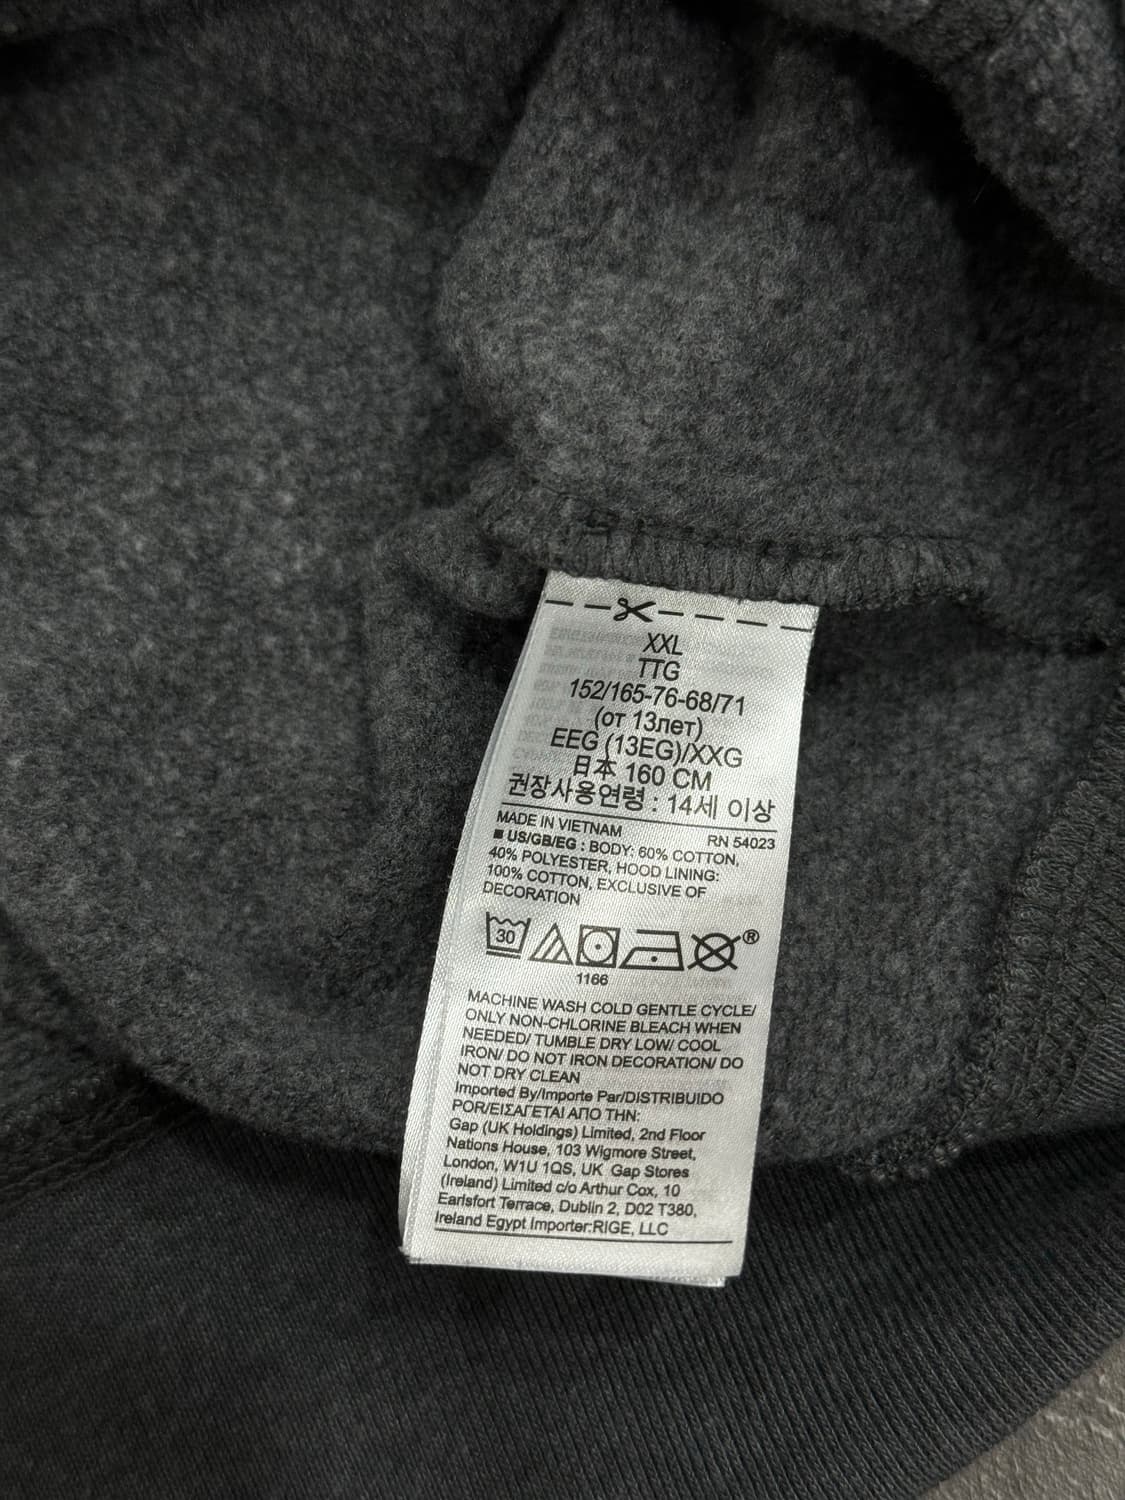 XXL
TTG
152/165-76-68/71
(от 13лет)
EEG (13EG)/XXG
日本 160 CM
권장사용연령 : 14세 이상
MADE IN VIETNAM RN 54023
■ US/GB/EG : BODY: 60% COTTON,
40% POLYESTER, HOOD LINING:
100% COTTON, EXCLUSIVE OF
DECORATION
30
1166
®
MACHINE WASH COLD GENTLE CYCLE/
ONLY NON-CHLORINE BLEACH WHEN
NEEDED/ TUMBLE DRY LOW/ COOL
IRON/ DO NOT IRON DECORATION/ DO
NOT DRY CLEAN
Imported By/Importe Par/DISTRIBUIDO
POR/ΕΙΣΑΓΕΤΑΙ ΑΠΟ ΤΗΝ:
Gap (UK Holdings) Limited, 2nd Floor
Nations House, 103 Wigmore Street,
London, W1U 1QS, UK Gap Stores
(Ireland) Limited c/o Arthur Cox, 10
Earlsfort Terrace, Dublin 2, D02 T380,
Ireland Egypt Importer:RIGE, LLC